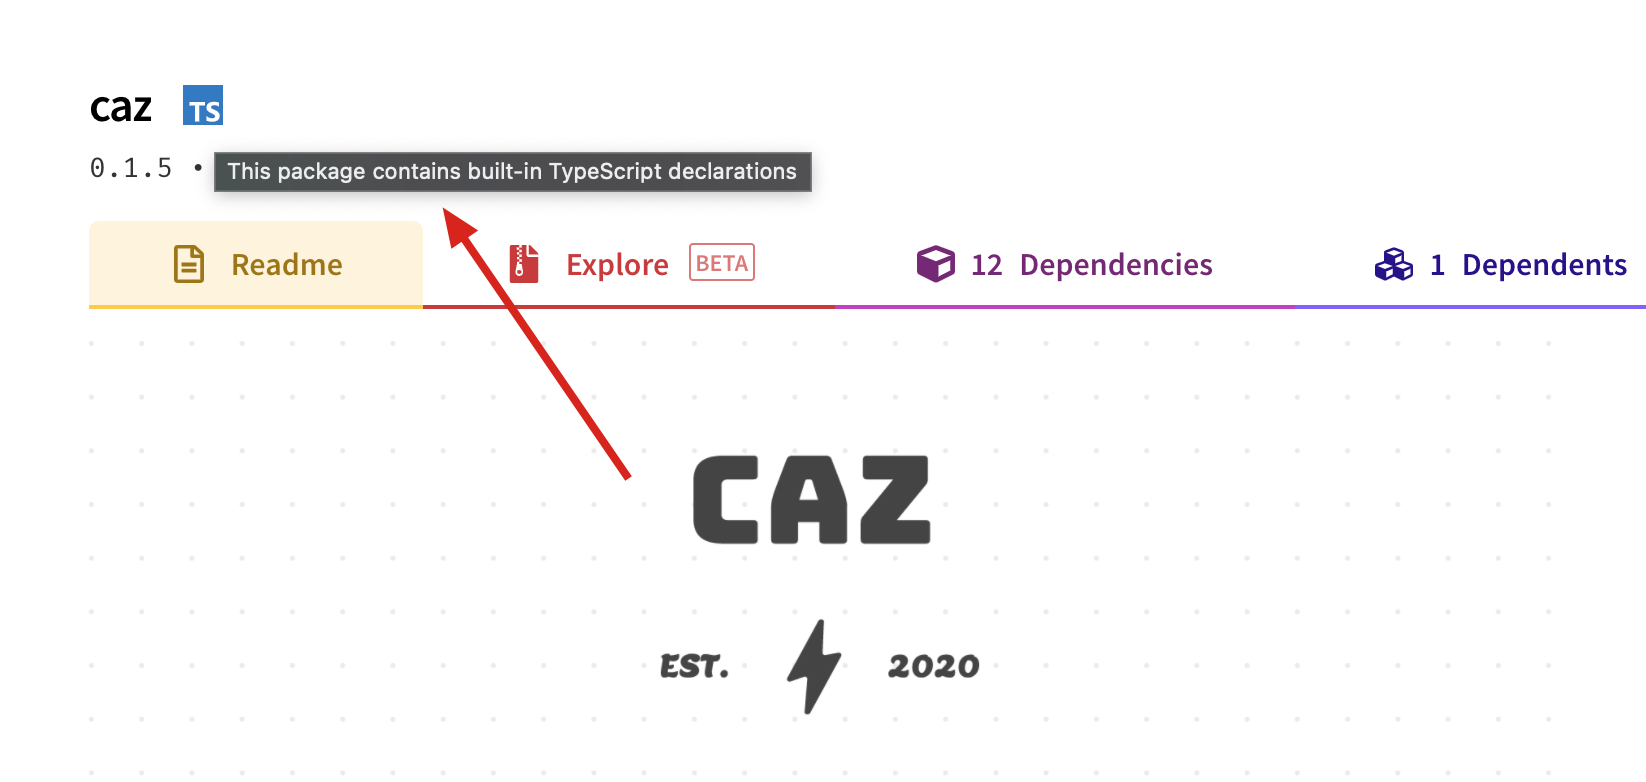 caz TS
0.1.5 • This package contains built-in TypeScript declarations
Readme Explore BETA 12 Dependencies 1 Dependents
CAZ
EST. 2020